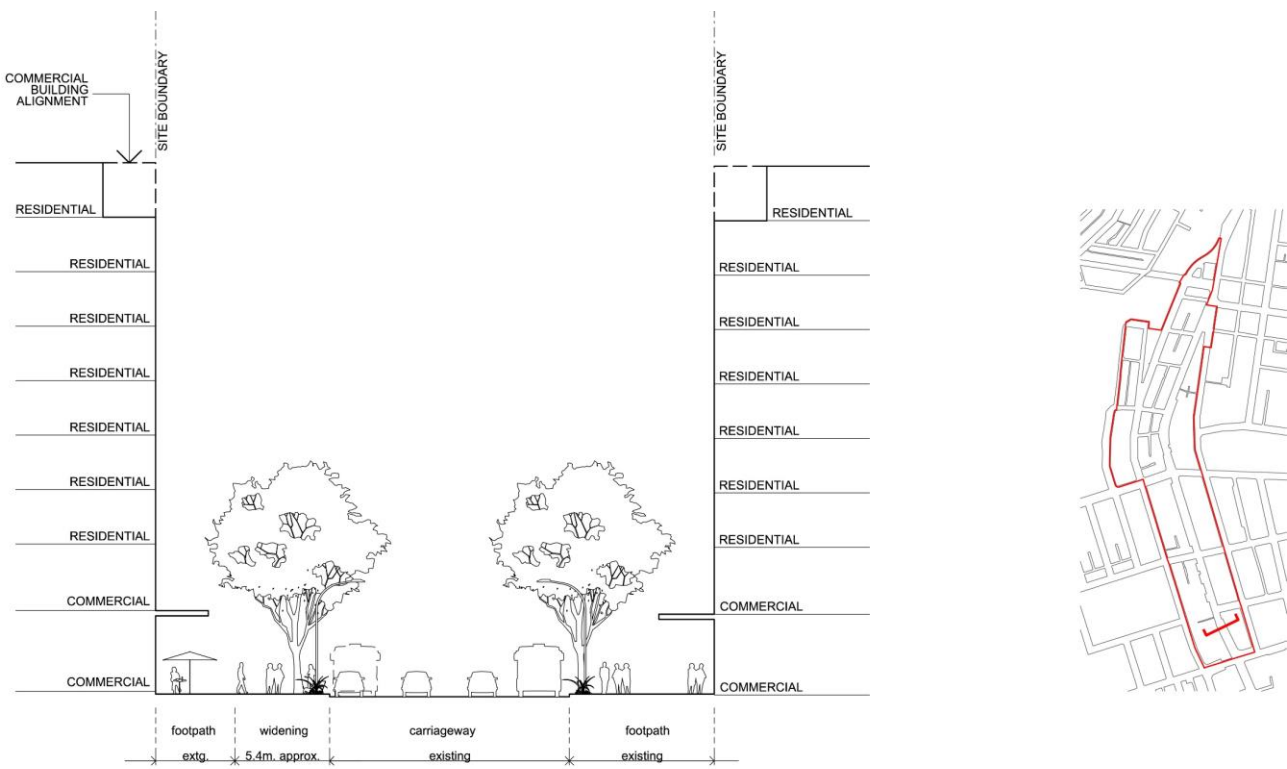 COMMERCIAL
BUILDING
ALIGNMENT
SITE BOUNDARY
SITE BOUNDARY
RESIDENTIAL
RESIDENTIAL
RESIDENTIAL
RESIDENTIAL
RESIDENTIAL
RESIDENTIAL
RESIDENTIAL
COMMERCIAL
COMMERCIAL
RESIDENTIAL
RESIDENTIAL
RESIDENTIAL
RESIDENTIAL
RESIDENTIAL
RESIDENTIAL
RESIDENTIAL
COMMERCIAL
COMMERCIAL
footpath widening carriageway footpath
extg. 5.4m. approx. existing existing